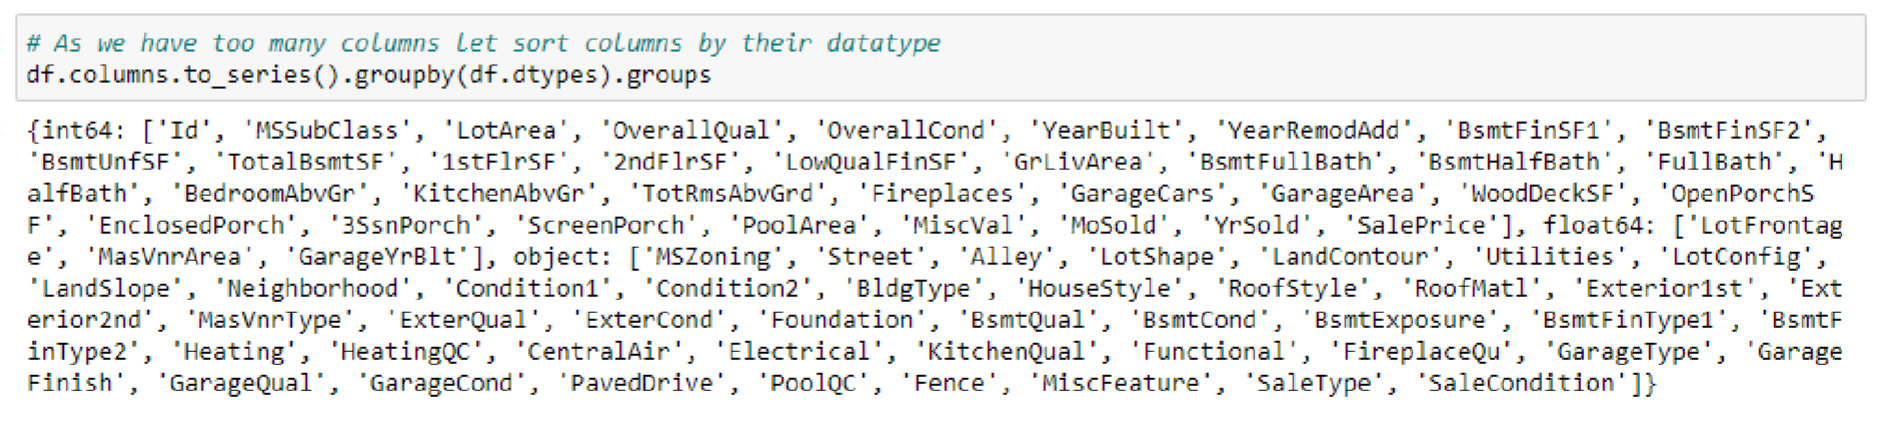 # As we have too many columns let sort columns by their datatype
df.columns.to_series().groupby(df.dtypes).groups
{int64: ['Id', 'MSSubClass', 'LotArea', 'OverallQual', 'OverallCond', 'YearBuilt', 'YearRemodAdd', 'BsmtFinSF1', 'BsmtFinSF2',
'BsmtUnfSF', 'TotalBsmtSF', '1stFlrSF', '2ndFlrSF', 'LowQualFinSF', 'GrLivArea', 'BsmtFullBath', 'BsmtHalfBath', 'FullBath', 'H
alfBath', 'BedroomAbvGr', 'KitchenAbvGr', 'TotRmsAbvGrd', 'Fireplaces', 'GarageCars', 'GarageArea', 'WoodDeckSF', 'OpenPorchS
F', 'EnclosedPorch', '3SsnPorch', 'ScreenPorch', 'PoolArea', 'MiscVal', 'MoSold', 'YrSold', 'SalePrice'], float64: ['LotFrontag
e', 'MasVnrArea', 'GarageYrBlt'], object: ['MSZoning', 'Street', 'Alley', 'LotShape', 'LandContour', 'Utilities', 'LotConfig',
'LandSlope', 'Neighborhood', 'Condition1', 'Condition2', 'BldgType', 'HouseStyle', 'RoofStyle', 'RoofMatl', 'Exterior1st', 'Ext
erior2nd', 'MasVnrType', 'ExterQual', 'ExterCond', 'Foundation', 'BsmtQual', 'BsmtCond', 'BsmtExposure', 'BsmtFinType1', 'BsmtF
inType2', 'Heating', 'HeatingQC', 'CentralAir', 'Electrical', 'KitchenQual', 'Functional', 'FireplaceQu', 'GarageType', 'Garage
Finish', 'GarageQual', 'GarageCond', 'PavedDrive', 'PoolQC', 'Fence', 'MiscFeature', 'SaleType', 'SaleCondition']}